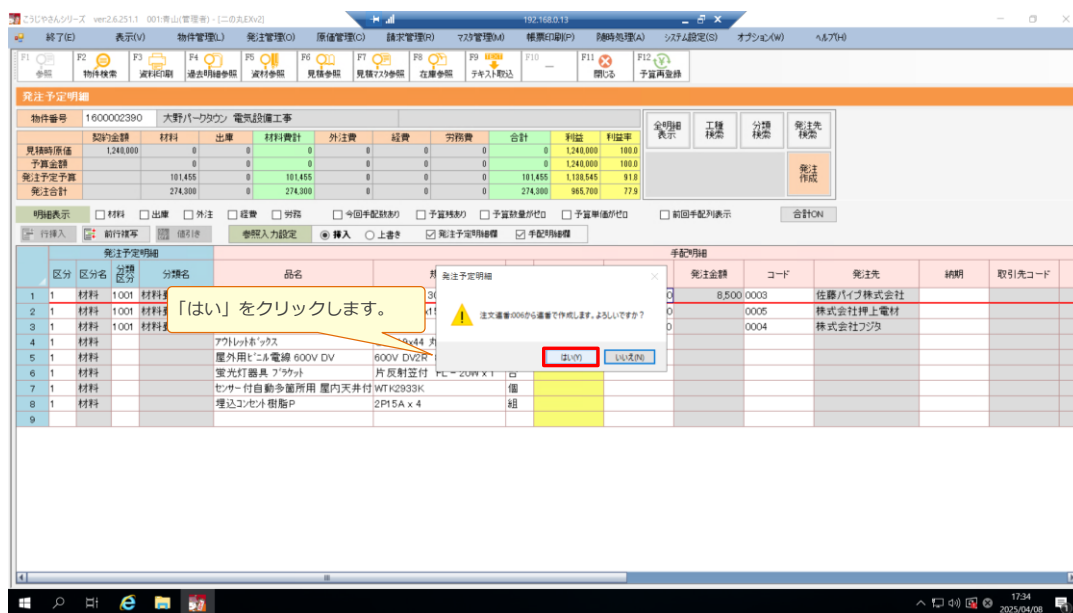 こうじやさんシリーズ ver.2.6.251.1 001:青山(管理者) - [二の丸EXv2] 192.168.0.13
終了(E) 表示(V) 物件管理(L) 発注管理(O) 原価管理(C) 請求管理(R) マスタ管理(M) 帳票印刷(P) 随時処理(A) システム設定(S) オプション(W) ヘルプ(H)
F1 F2 F3 F4 F5 F6 F7 F8 F9 F10 F11 F12
参照 物件検索 資料印刷 過去明細参照 資材参照 見積参照 見積マスタ参照 在庫参照 テキスト取込 閉じる 予算再登録
発注予定明細
物件番号 1600002390 大野パークタウン 電気設備工事
契約金額 材料 出庫 材料費計 外注費 経費 労務費 合計 利益 利益率
見積時原価 1,240,000 0 0 0 0 0 0 0 1,240,000 100.0
予算金額 0 0 0 0 0 0 0 1,240,000 100.0
発注予定予算 101,455 0 101,455 0 0 0 101,455 1,138,545 91.8
発注合計 274,300 0 274,300 0 0 0 274,300 965,700 77.9
全明細表示 工種検索 分類検索 発注先検索
発注作成
明細表示 材料 出庫 外注 経費 労務 今回手配数あり 予算残あり 予算数量がゼロ 予算単価がゼロ 前回手配列表示 合計ON
行挿入 前行複写 値引き 参照入力設定 挿入 上書き 発注予定明細欄 手配明細欄
発注予定明細 手配明細
区分 区分名 分類区分 分類名 品名 発注金額 コード 発注先 納期 取引先コード
1 1 材料 1001 8,500 0003 佐藤パイプ株式会社
2 1 材料 1001 0005 株式会社押上電材
3 1 材料 1001 0004 株式会社フジタ
4 1 材料 アウトレットボックス
5 1 材料 屋外用ビニル電線 600V DV 600V DV2R
6 1 材料 蛍光灯器具 ブラケット 片反射笠付 FL-20W x 1 台
7 1 材料 センサー付自動多箇所用 屋内天井付 WTK2933K 個
8 1 材料 埋込コンセント樹脂P 2P15A x 4 組
9
「はい」をクリックします。
発注予定明細
注文連番:006から連番で作成します。よろしいですか？
はい(Y) いいえ(N)
17:34
2025/04/08